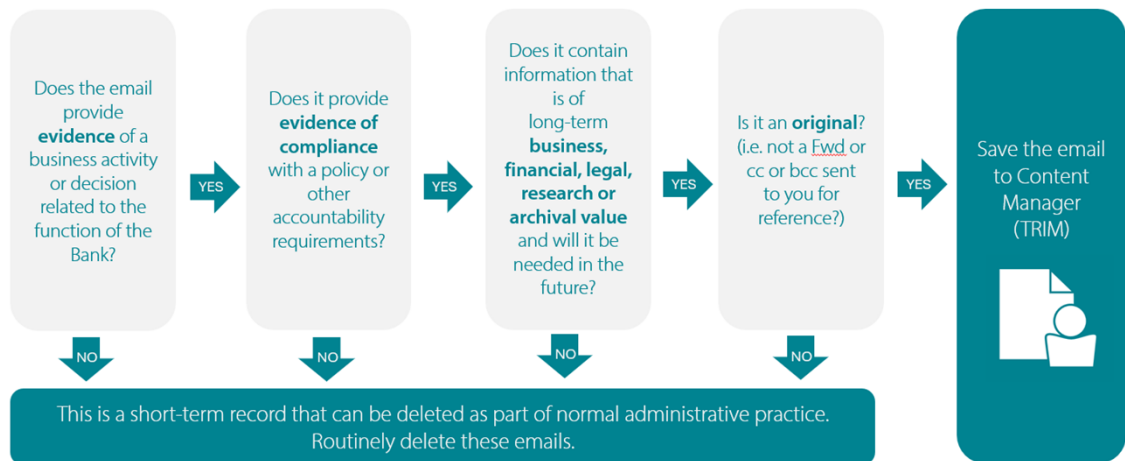 Does the email
provide
evidence of a
business activity
or decision
related to the
function of the
Bank?
YES
NO
Does it provide
evidence of
compliance
with a policy or
other
accountability
requirements?
YES
NO
Does it contain
information that
is of
long-term
business,
financial, legal,
research or
archival value
and will it be
needed in the
future?
YES
NO
Is it an original?
(i.e. not a Fwd or
cc or bcc sent
to you for
reference?)
YES
NO
Save the email
to Content
Manager
(TRIM)
This is a short-term record that can be deleted as part of normal administrative practice.
Routinely delete these emails.